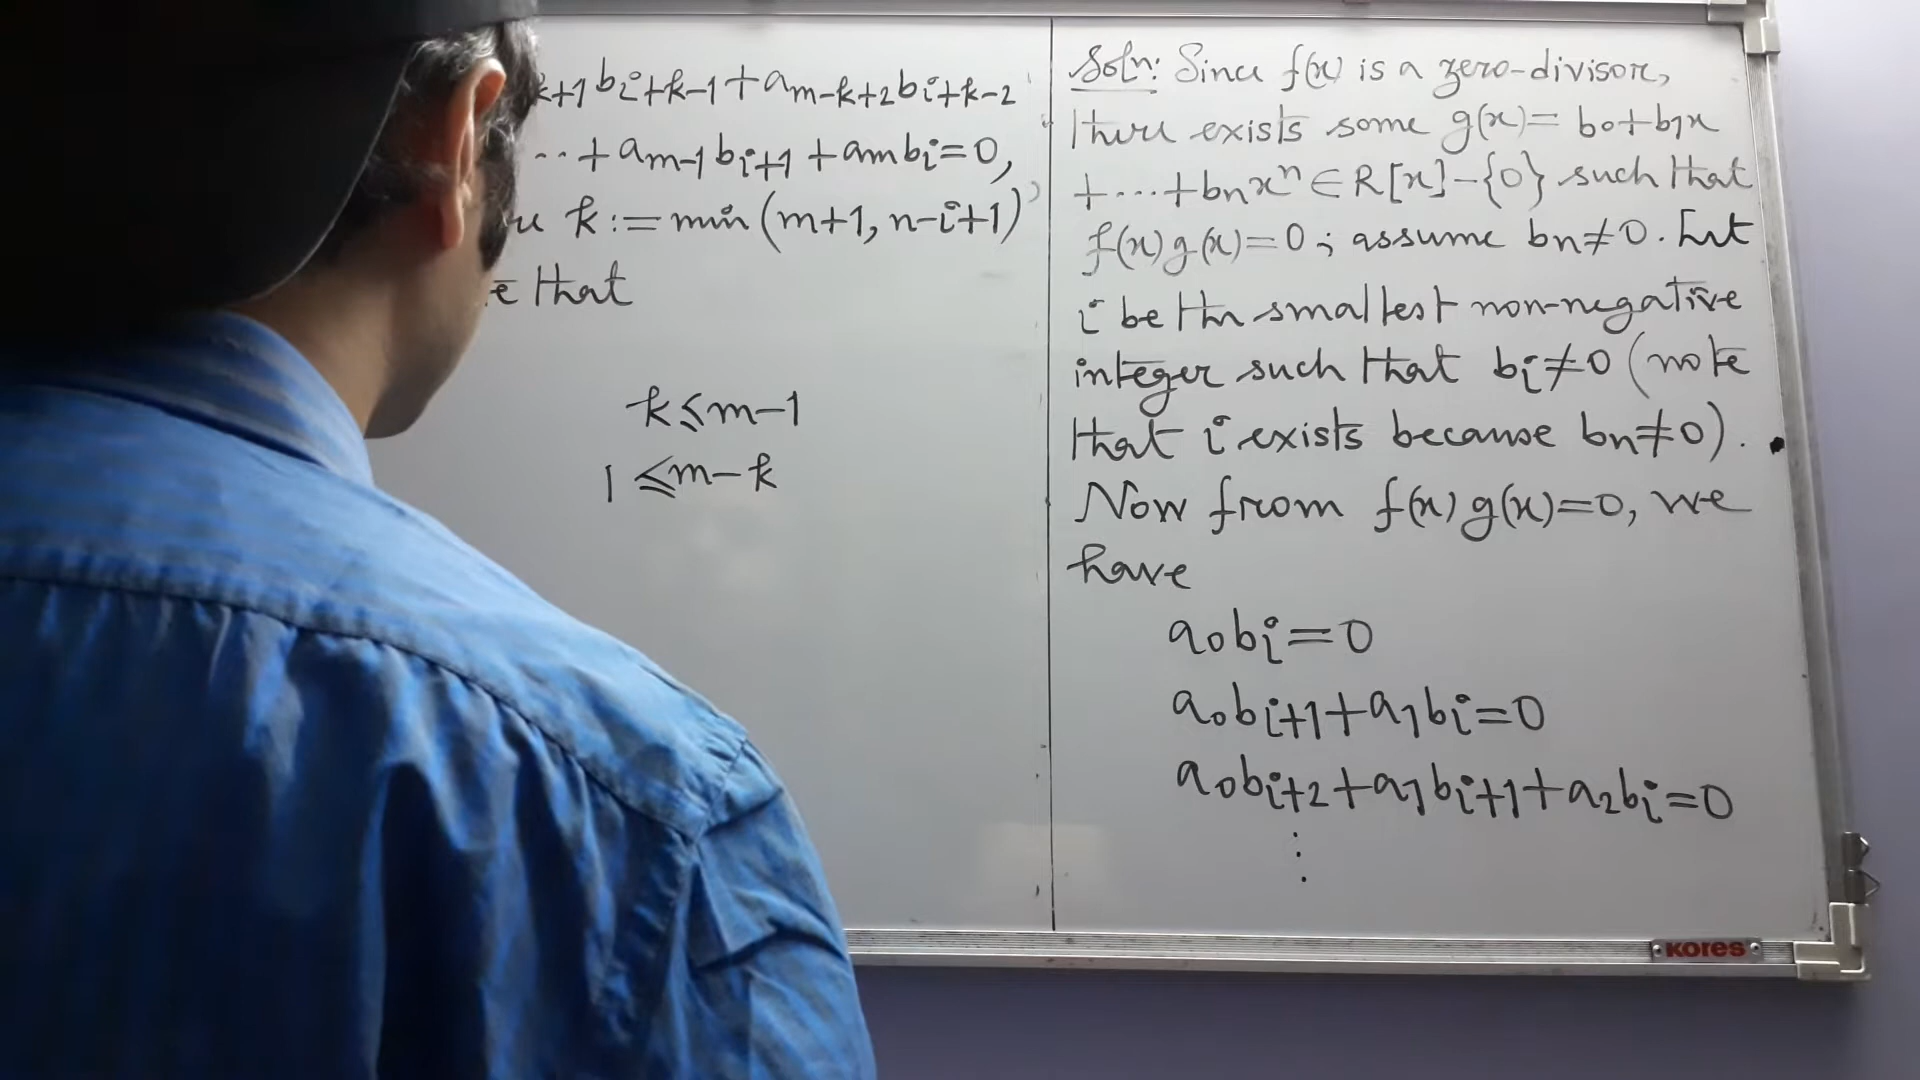 k+1 bi+k-1 + am-k+2 bi+k-2
··· + am-1 bi+1 + am bi = 0,
k := min (m+1, n-i+1)
that
k ≤ m-1
1 ≤ m-k
Soln: Since f(x) is a zero-divisor,
there exists some g(x) = b0 + b1x
+ ··· + bnxⁿ ∈ R[x] - {0} such that
f(x) g(x) = 0; assume bn ≠ 0. Let
i be the smallest non-negative
integer such that bi ≠ 0 (note
that i exists because bn ≠ 0).
Now from f(x) g(x) = 0, we
have
a0bi = 0
a0bi+1 + a1bi = 0
a0bi+2 + a1bi+1 + a2bi = 0
⋮
kores